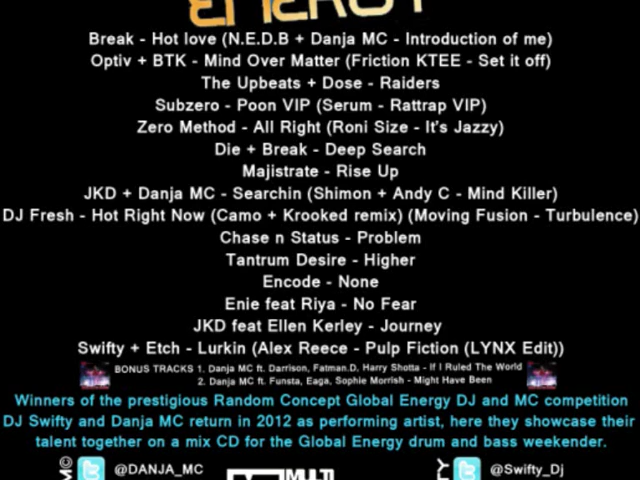 ENERGY
Break - Hot love (N.E.D.B + Danja MC - Introduction of me)
Optiv + BTK - Mind Over Matter (Friction KTEE - Set it off)
The Upbeats + Dose - Raiders
Subzero - Poon VIP (Serum - Rattrap VIP)
Zero Method - All Right (Roni Size - It's Jazzy)
Die + Break - Deep Search
Majistrate - Rise Up
JKD + Danja MC - Searchin (Shimon + Andy C - Mind Killer)
DJ Fresh - Hot Right Now (Camo + Krooked remix) (Moving Fusion - Turbulence)
Chase n Status - Problem
Tantrum Desire - Higher
Encode - None
Enie feat Riya - No Fear
JKD feat Ellen Kerley - Journey
Swifty + Etch - Lurkin (Alex Reece - Pulp Fiction (LYNX Edit))
BONUS TRACKS 1. Danja MC ft. Darrison, Fatman.D, Harry Shotta - If I Ruled The World
2. Danja MC ft. Funsta, Eaga, Sophie Morrish - Might Have Been
Winners of the prestigious Random Concept Global Energy DJ and MC competition
DJ Swifty and Danja MC return in 2012 as performing artist, here they showcase their
talent together on a mix CD for the Global Energy drum and bass weekender.
MC
@DANJA_MC
MULTI
@Swifty_Dj